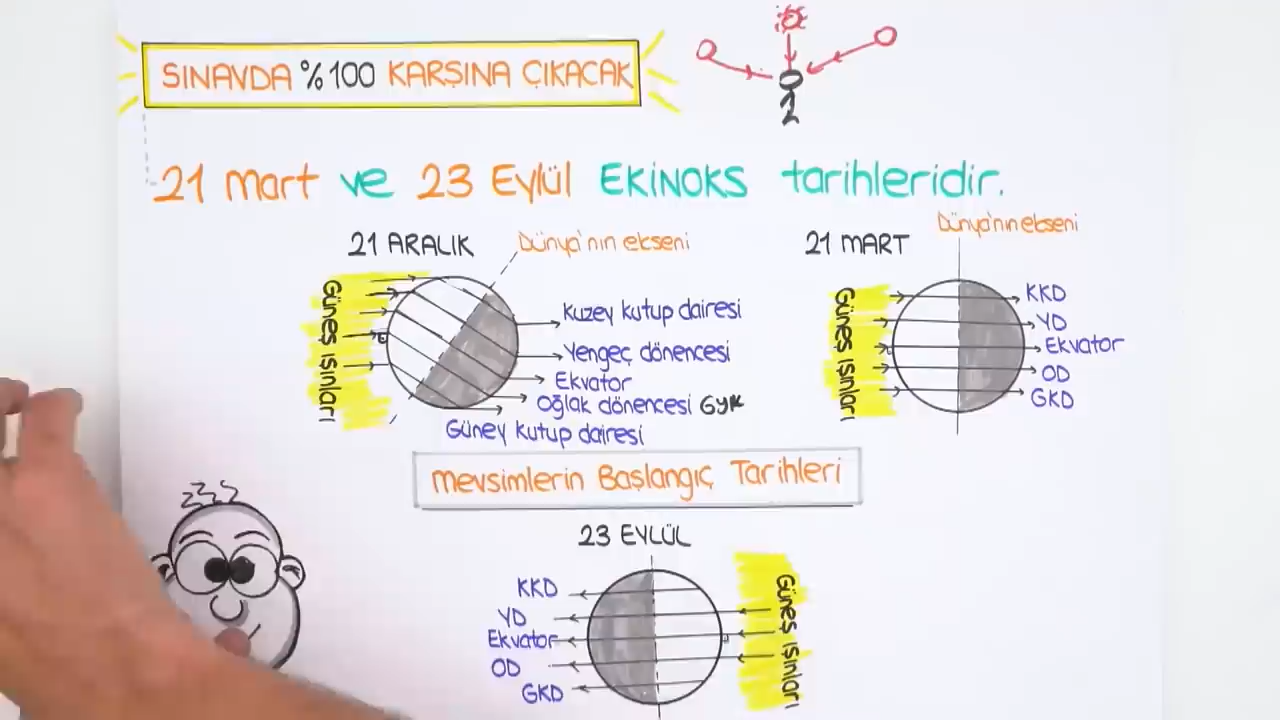 SINAVDA %100 KARŞINA ÇIKACAK
21 Mart ve 23 Eylül EKİNOKS tarihleridir.
21 ARALIK
Dünya'nın ekseni
Güneş ışınları
Kuzey kutup dairesi
Yengeç dönencesi
Ekvator
Oğlak dönencesi GYK
Güney kutup dairesi
21 MART
Dünya'nın ekseni
Güneş ışınları
KKD
YD
Ekvator
OD
GKD
Mevsimlerin Başlangıç Tarihleri
23 EYLÜL
KKD
YD
Ekvator
OD
GKD
Güneş ışınları